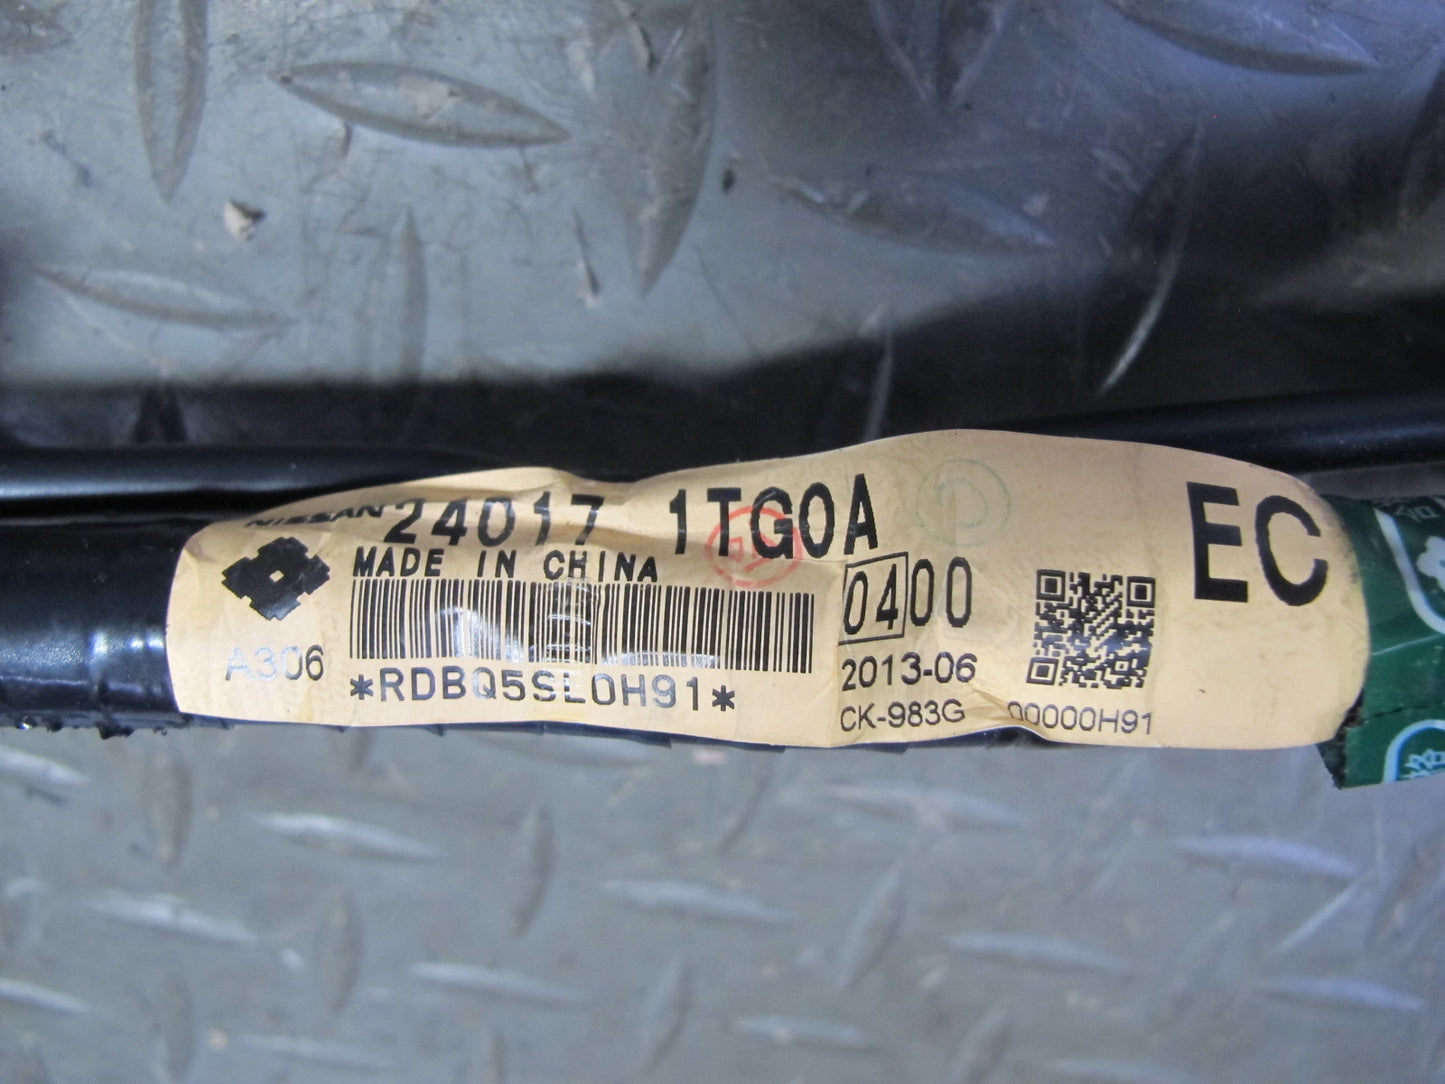 NISSAN 24017 1TG0A
MADE IN CHINA
0400
EC
A306
*RDBQ5SL0H91*
2013-06
CK-983G
00000H91